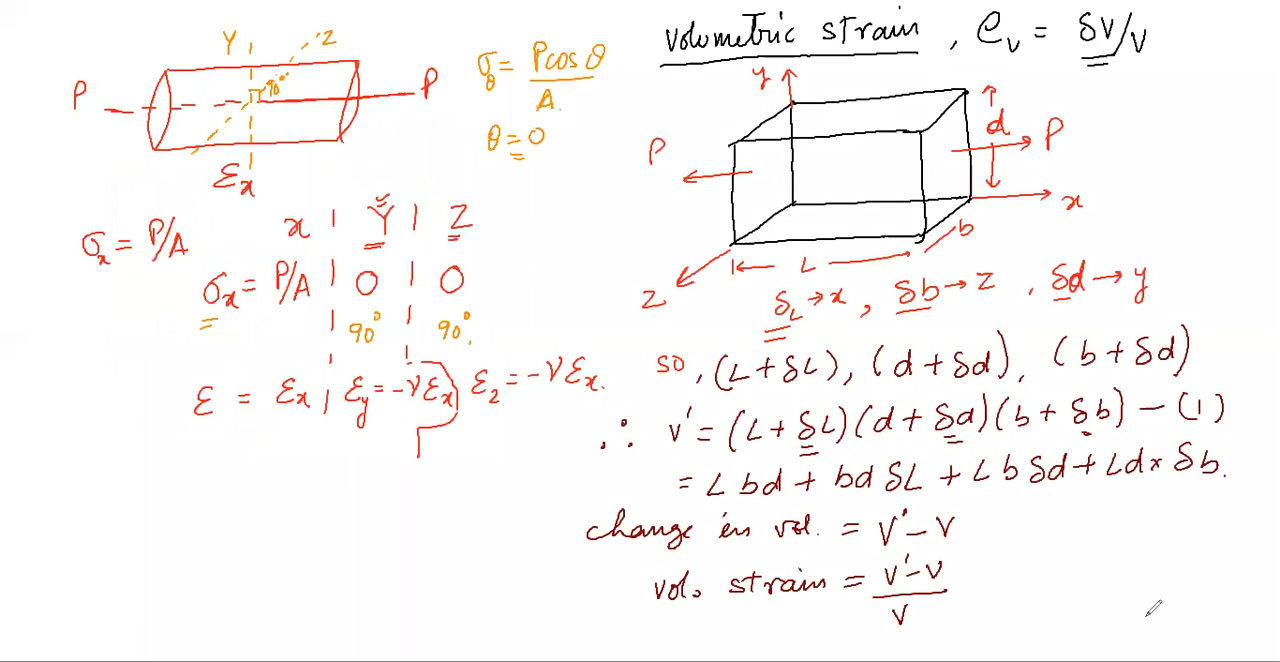 Y
Z
90°
P
P
σθ = Pcosθ / A.
θ = 0
εx
σx = P/A
x | Y | Z
σx = P/A | 0 | 0
90° | 90°.
ε = εx | εy = -νεx | εz = -νεx.
volumetric strain , ev = δV/V
y
d
P
P
x
b
L
Z
δL → x , δb → z , δd → y
so , (L + δL), (d + δd), (b + δd)
∴ v' = (L + δL)(d + δd)(b + δb) — (1)
= L bd + bd δL + L b δd + Ld x δb.
change in vol. = V' - V
vol. strain = V' - V / V